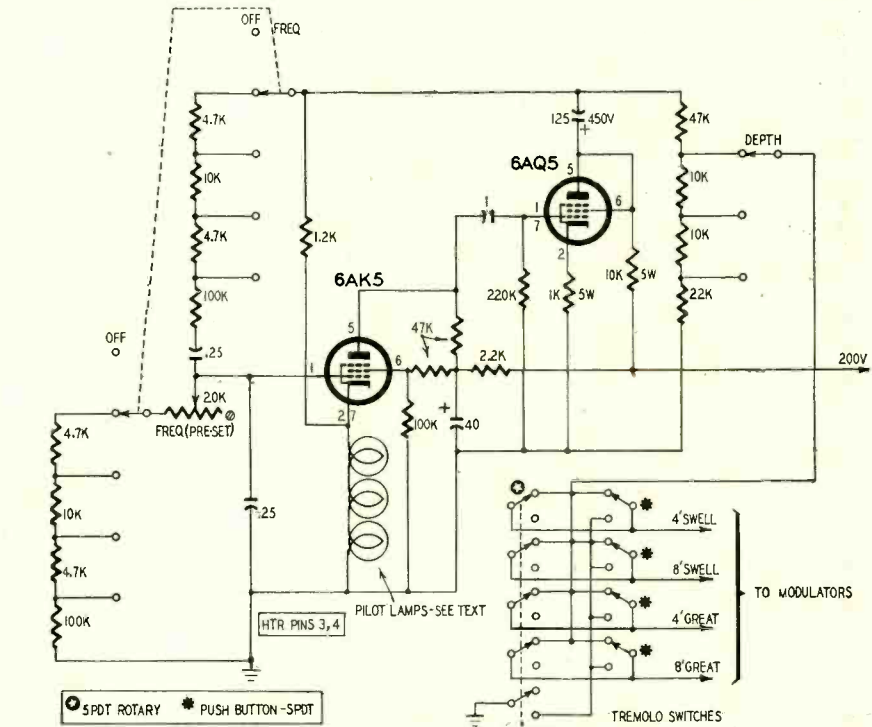 OFF
FREQ
4.7K
10K
4.7K
100K
.25
OFF
20K
FREQ(PRE-SET)
4.7K
10K
4.7K
100K
.25
1.2K
6AK5
5
1
6
2
7
47K
100K
2.2K
+
40
PILOT LAMPS-SEE TEXT
HTR PINS 3,4
125
450V
+
6AQ5
5
1
7
6
2
.1
220K
1K
5W
10K
5W
47K
DEPTH
10K
10K
22K
200V
4'SWELL
8'SWELL
4'GREAT
8'GREAT
TO MODULATORS
TREMOLO SWITCHES
5PDT ROTARY
PUSH BUTTON-SPDT